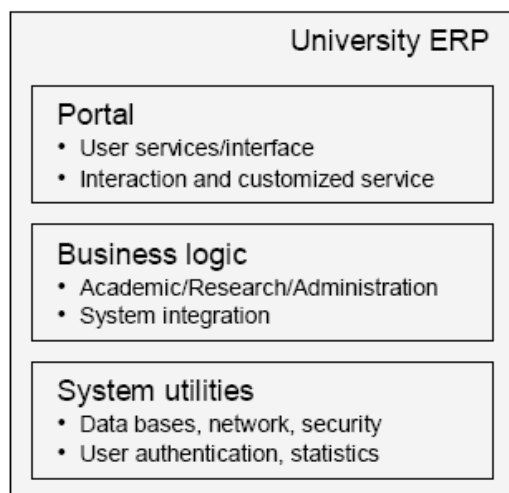 University ERP
Portal
• User services/interface
• Interaction and customized service
Business logic
• Academic/Research/Administration
• System integration
System utilities
• Data bases, network, security
• User authentication, statistics